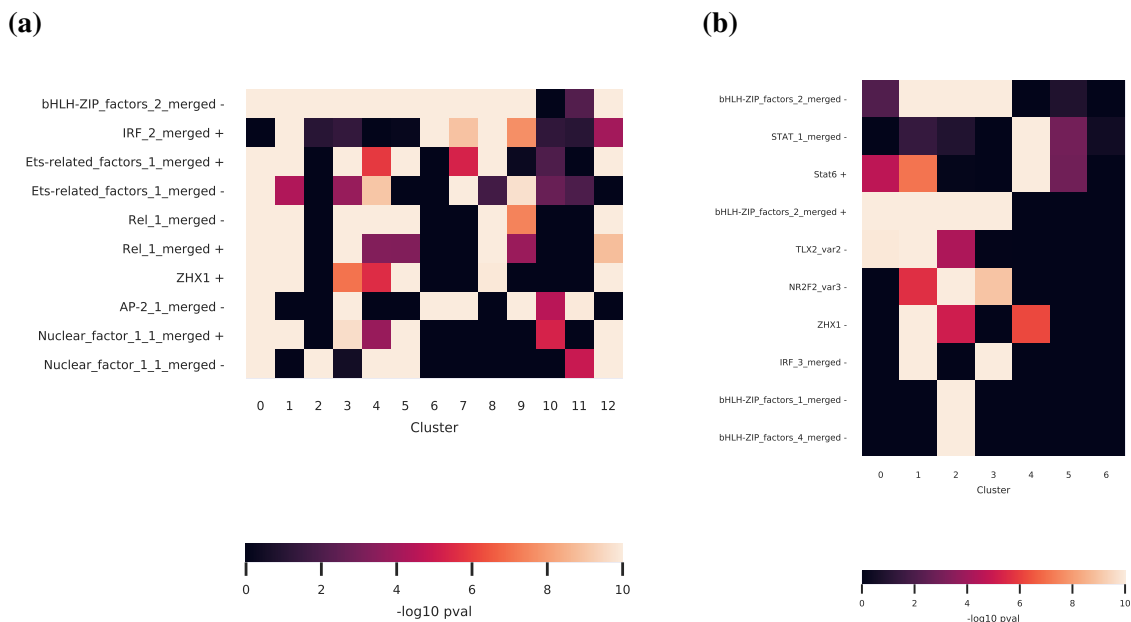 (a)
bHLH-ZIP_factors_2_merged -
IRF_2_merged +
Ets-related_factors_1_merged +
Ets-related_factors_1_merged -
Rel_1_merged -
Rel_1_merged +
ZHX1 +
AP-2_1_merged -
Nuclear_factor_1_1_merged +
Nuclear_factor_1_1_merged -
0 1 2 3 4 5 6 7 8 9 10 11 12
Cluster
0 2 4 6 8 10
-log10 pval
(b)
bHLH-ZIP_factors_2_merged -
STAT_1_merged -
Stat6 +
bHLH-ZIP_factors_2_merged +
TLX2_var2 -
NR2F2_var3 -
ZHX1 -
IRF_3_merged -
bHLH-ZIP_factors_1_merged -
bHLH-ZIP_factors_4_merged -
0 1 2 3 4 5 6
Cluster
0 2 4 6 8 10
-log10 pval